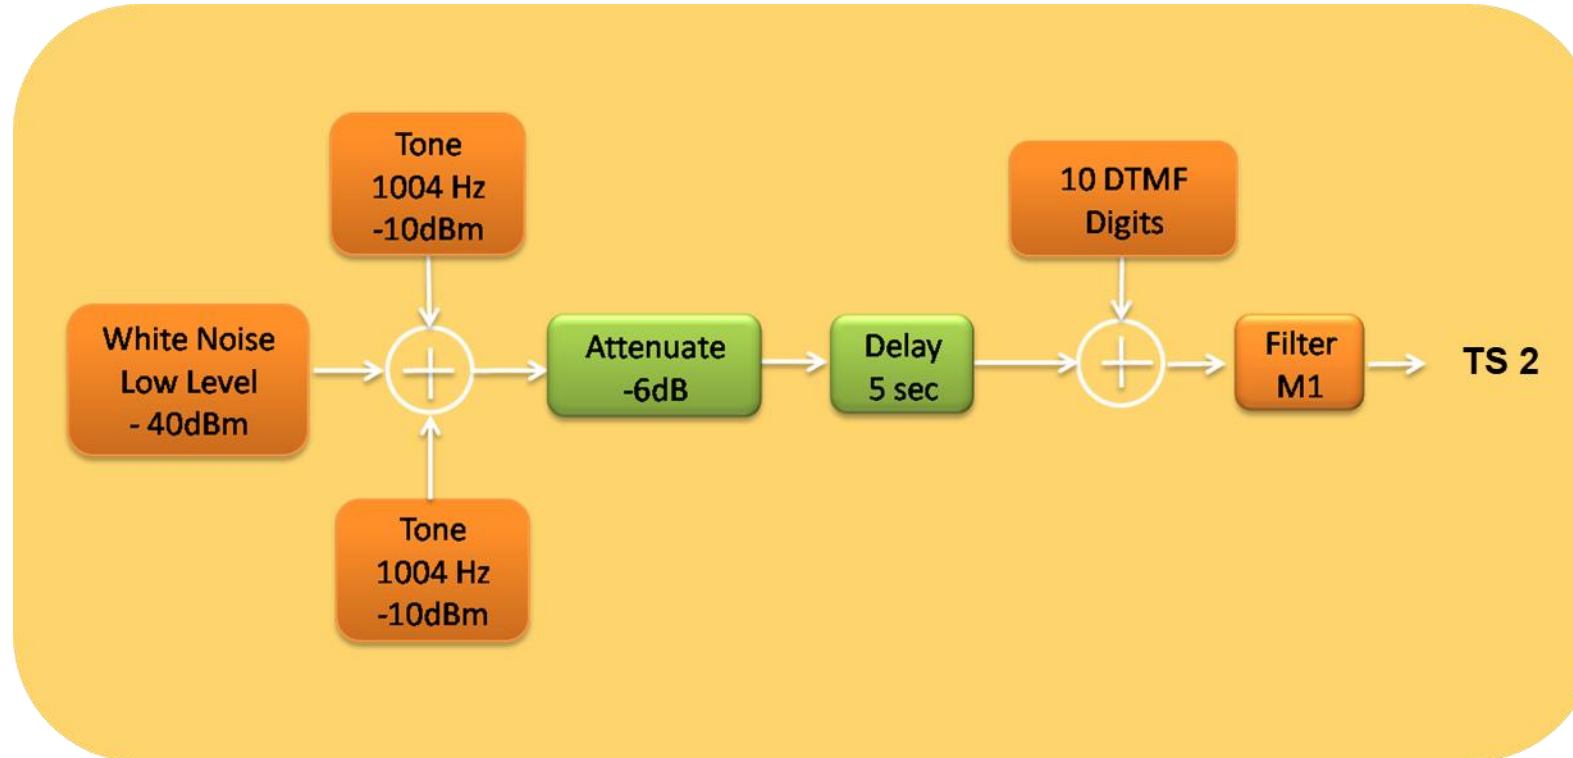 Tone
1004 Hz
-10dBm
10 DTMF
Digits
White Noise
Low Level
- 40dBm
Attenuate
-6dB
Delay
5 sec
Filter
M1
TS 2
Tone
1004 Hz
-10dBm